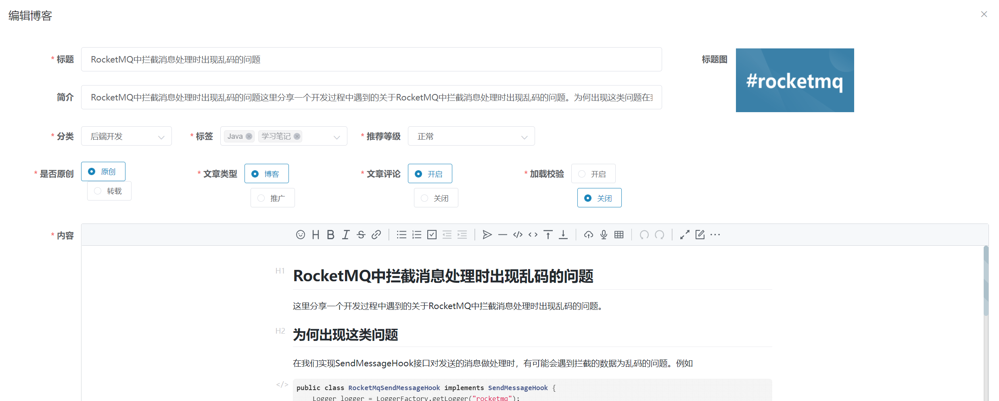 编辑博客
* 标题 RocketMQ中拦截消息处理时出现乱码的问题
标题图
#rocketmq
简介 RocketMQ中拦截消息处理时出现乱码的问题这里分享一个开发过程中遇到的关于RocketMQ中拦截消息处理时出现乱码的问题。为何出现这类问题在
* 分类 后端开发 * 标签 Java 学习笔记 * 推荐等级 正常
* 是否原创 原创 * 文章类型 博客 * 文章评论 开启 * 加载校验 开启
转载 推广 关闭 关闭
* 内容
H1 RocketMQ中拦截消息处理时出现乱码的问题
这里分享一个开发过程中遇到的关于RocketMQ中拦截消息处理时出现乱码的问题。
H2 为何出现这类问题
在我们实现SendMessageHook接口对发送的消息做处理时，有可能会遇到拦截的数据为乱码的问题。例如
</> public class RocketMqSendMessageHook implements SendMessageHook {
Logger logger = LoggerFactory.getLogger("rocketmq");